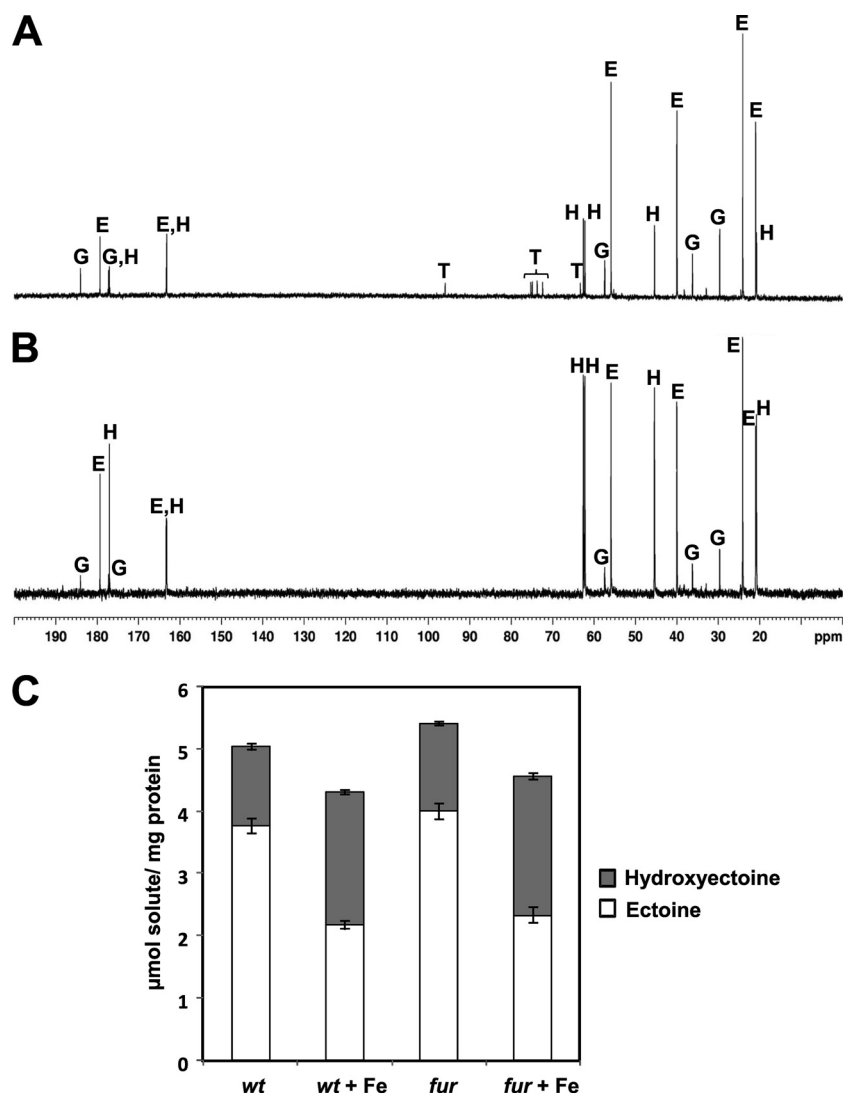 A
E
E
E
E
E
E,H
H H
H
G
G
H
G,H
T
G
G
T
T
B
E
HH
E
H
E
E
H
H
E
E,H
G
G
G
G
G
190 180 170 160 150 140 130 120 110 100 90 80 70 60 50 40 30 20 ppm
C
6
5
4
3
2
1
0
µmol solute/ mg protein
Hydroxyectoine
Ectoine
wt wt + Fe fur fur + Fe